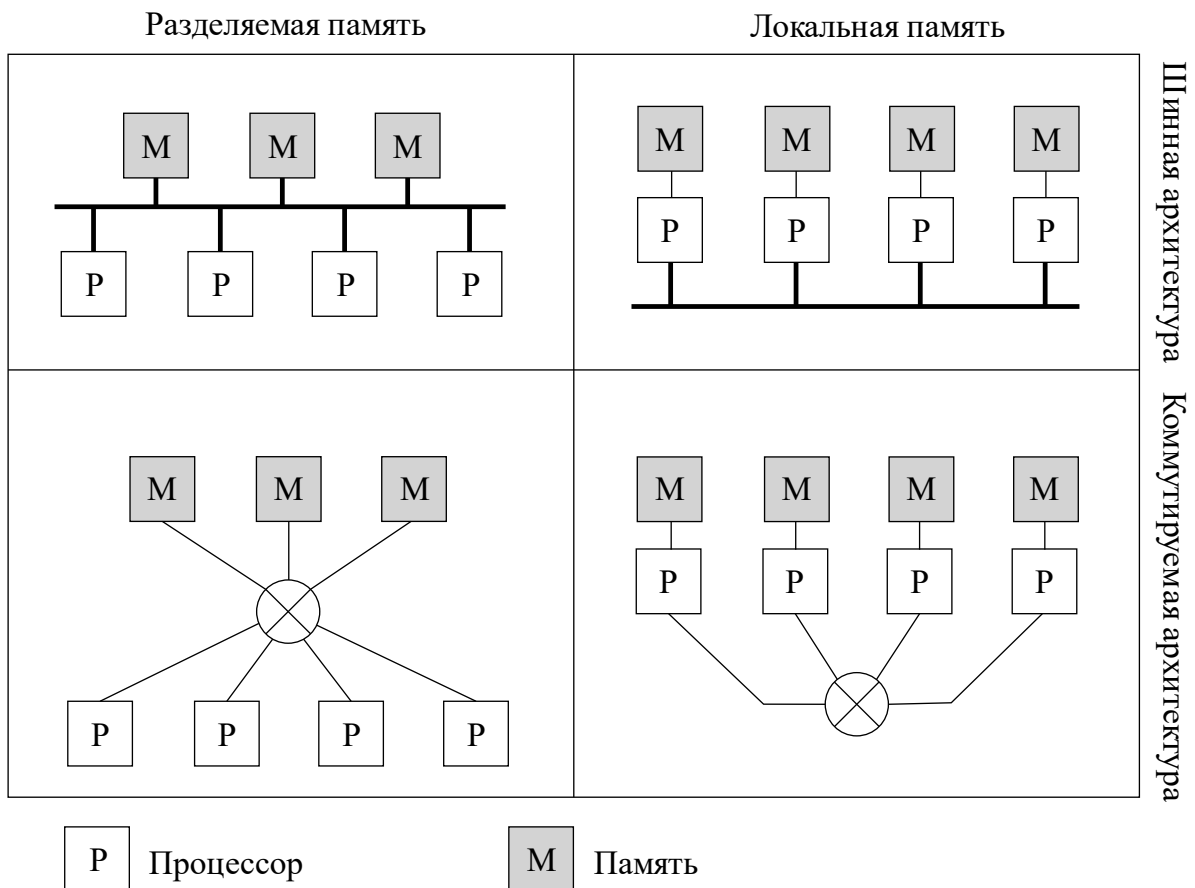 Разделяемая память
Локальная память
М М М
Р Р Р Р
М М М М
Р Р Р Р
Шинная архитектура
М М М
Р Р Р Р
М М М М
Р Р Р Р
Коммутируемая архитектура
Р Процессор
М Память